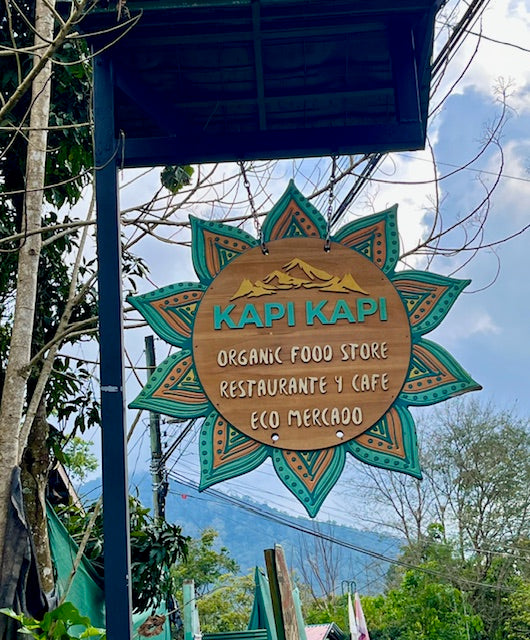 KAPI KAPI
ORGANiC FOOD STORE
RESTAURANTE Y CAFE
ECO MERCADO